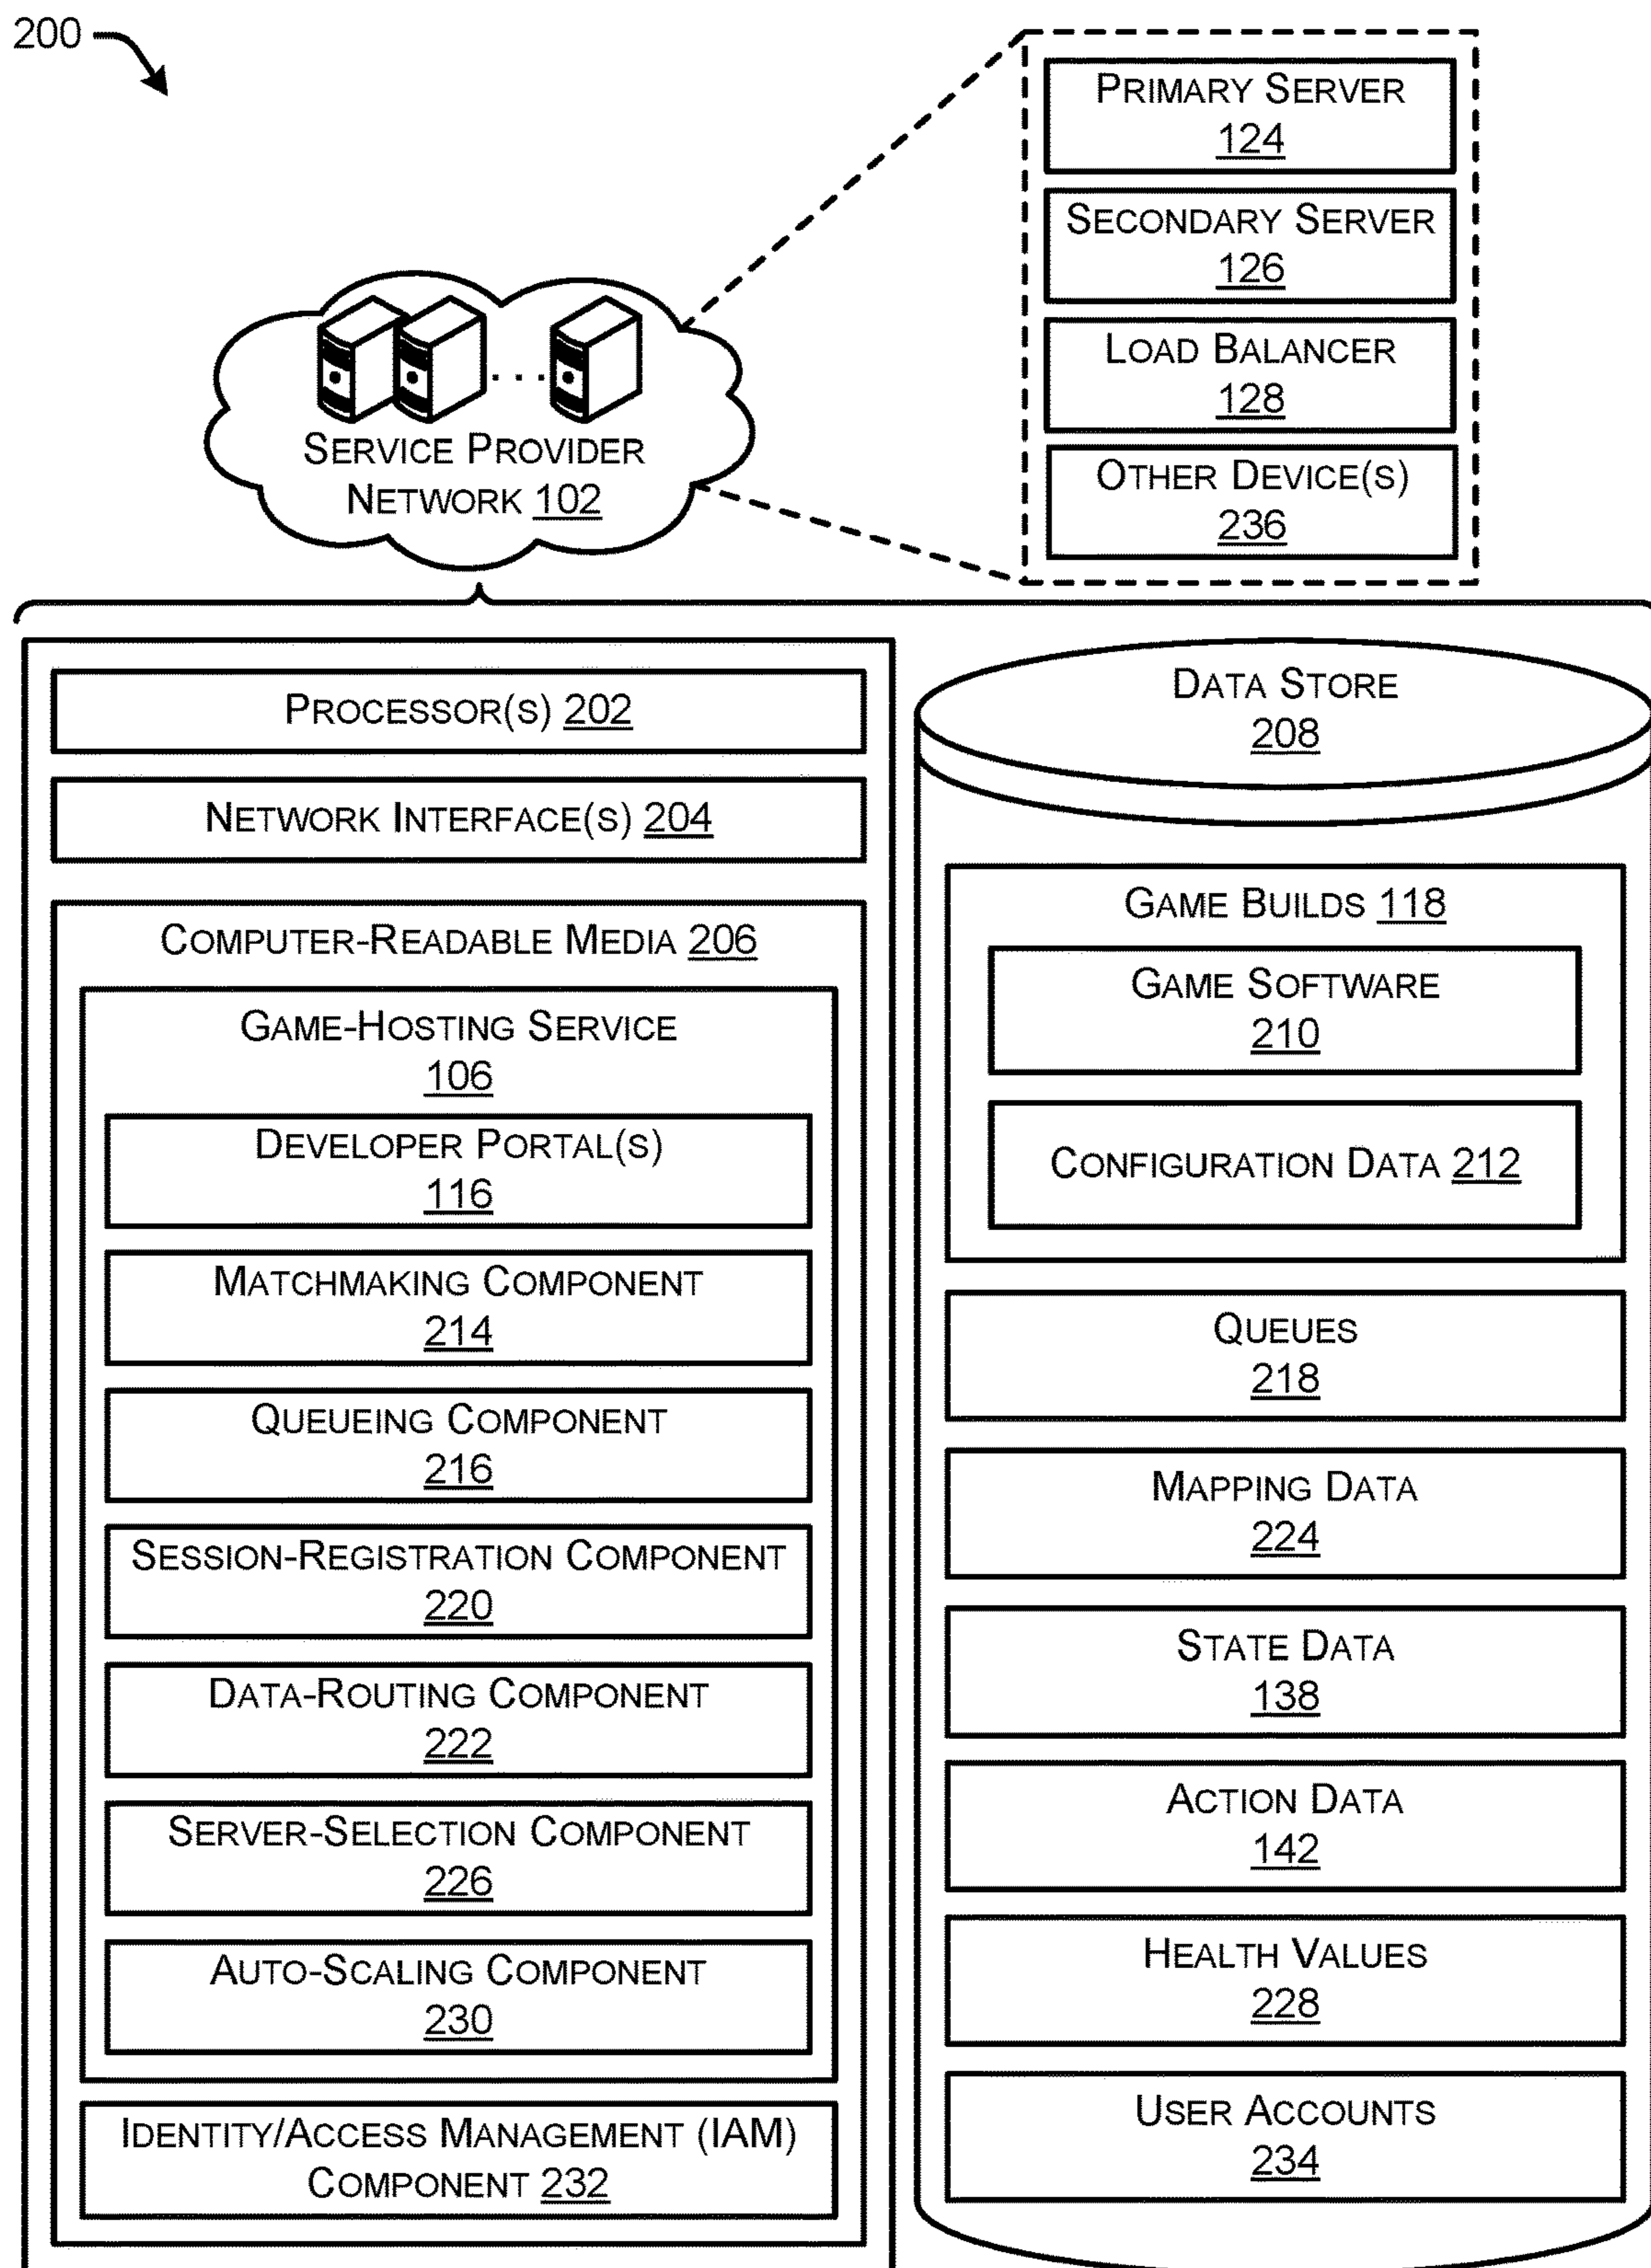 200
PRIMARY SERVER
124
SECONDARY SERVER
126
LOAD BALANCER
128
OTHER DEVICE(S)
236
SERVICE PROVIDER
NETWORK 102
PROCESSOR(S) 202
NETWORK INTERFACE(S) 204
COMPUTER-READABLE MEDIA 206
GAME-HOSTING SERVICE
106
DEVELOPER PORTAL(S)
116
MATCHMAKING COMPONENT
214
QUEUEING COMPONENT
216
SESSION-REGISTRATION COMPONENT
220
DATA-ROUTING COMPONENT
222
SERVER-SELECTION COMPONENT
226
AUTO-SCALING COMPONENT
230
IDENTITY/ACCESS MANAGEMENT (IAM)
COMPONENT 232
DATA STORE
208
GAME BUILDS 118
GAME SOFTWARE
210
CONFIGURATION DATA 212
QUEUES
218
MAPPING DATA
224
STATE DATA
138
ACTION DATA
142
HEALTH VALUES
228
USER ACCOUNTS
234